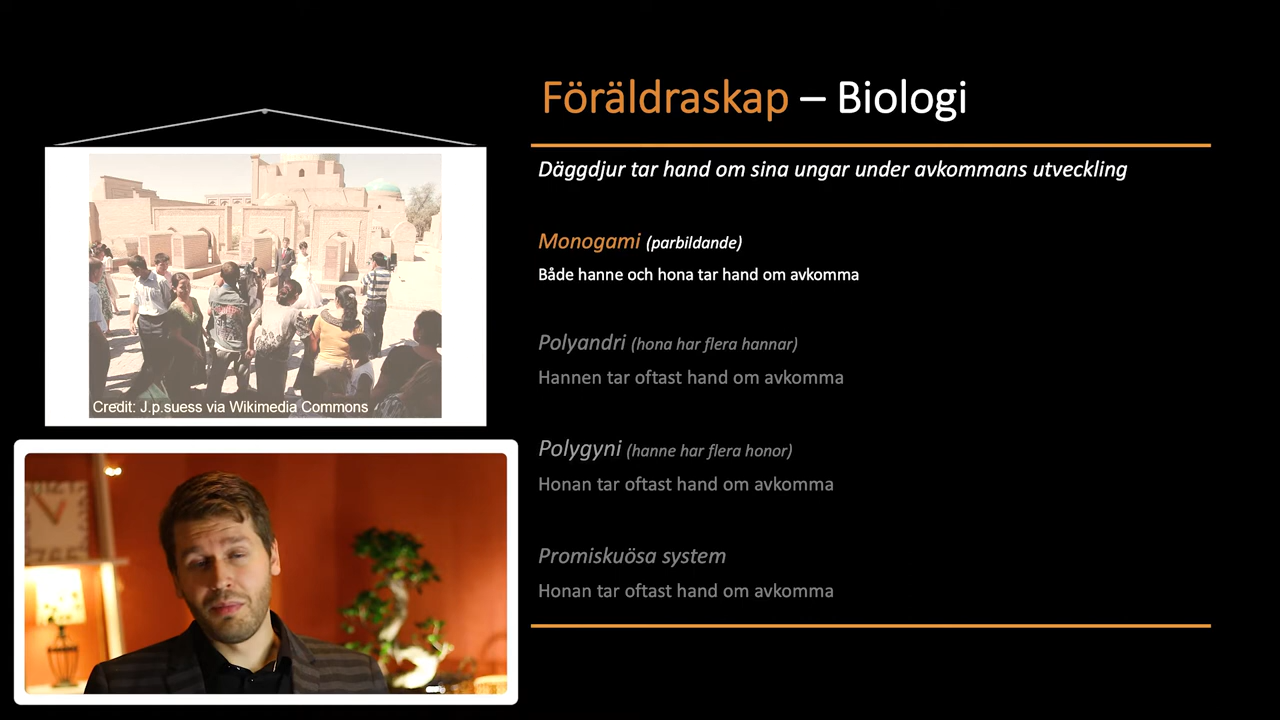 Föräldraskap – Biologi
Däggdjur tar hand om sina ungar under avkommans utveckling
Monogami (parbildande)
Både hanne och hona tar hand om avkomma
Polyandri (hona har flera hannar)
Hannen tar oftast hand om avkomma
Polygyni (hanne har flera honor)
Honan tar oftast hand om avkomma
Promiskuösa system
Honan tar oftast hand om avkomma
Credit: J.p.suess via Wikimedia Commons